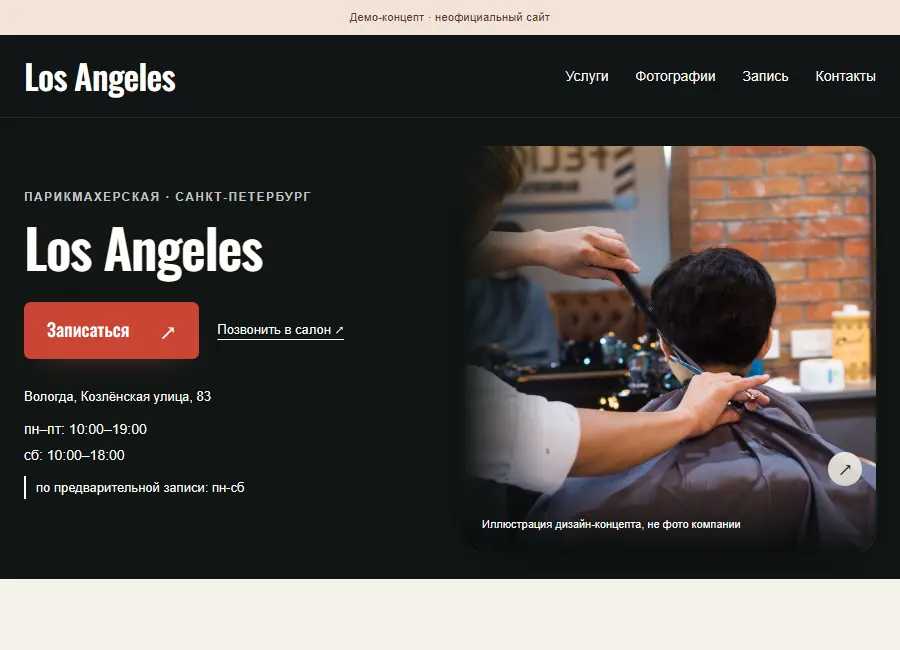 Демо-концепт · неофициальный сайт
Los Angeles
Услуги Фотографии Запись Контакты
ПАРИКМАХЕРСКАЯ · САНКТ-ПЕТЕРБУРГ
Los Angeles
Записаться ↗
Позвонить в салон ↗
Вологда, Козлёнская улица, 83
пн–пт: 10:00–19:00
сб: 10:00–18:00
по предварительной записи: пн-сб
↗
Иллюстрация дизайн-концепта, не фото компании